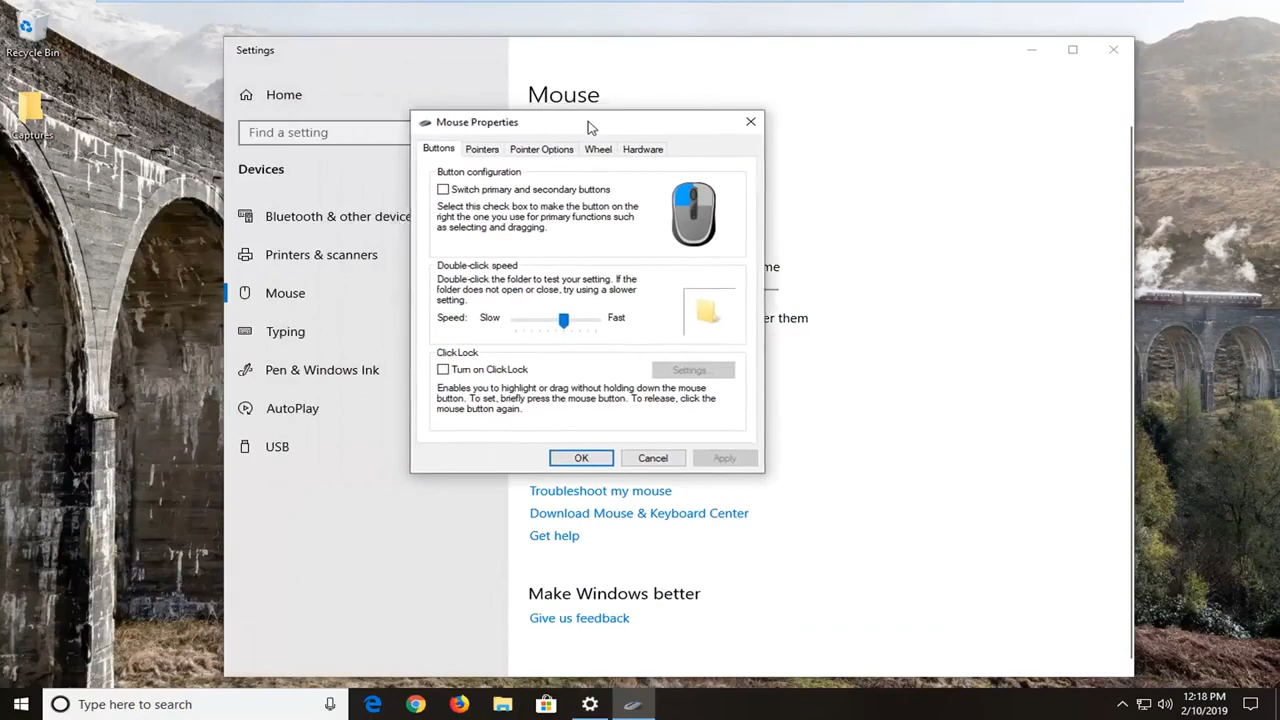 Recycle Bin
Captures
Settings
Home
Find a setting
Devices
Bluetooth & other device
Printers & scanners
Mouse
Typing
Pen & Windows Ink
AutoPlay
USB
Mouse
Mouse Properties
Buttons Pointers Pointer Options Wheel Hardware
Button configuration
Switch primary and secondary buttons
Select this check box to make the button on the
right the one you use for primary functions such
as selecting and dragging.
Double-click speed
Double-click the folder to test your setting. If the
folder does not open or close, try using a slower
setting.
Speed: Slow Fast
ClickLock
Turn on ClickLock
Settings...
Enables you to highlight or drag without holding down the mouse
button. To set, briefly press the mouse button. To release, click the
mouse button again.
OK Cancel Apply
me
er them
Troubleshoot my mouse
Download Mouse & Keyboard Center
Get help
Make Windows better
Give us feedback
Type here to search
12:18 PM
2/10/2019